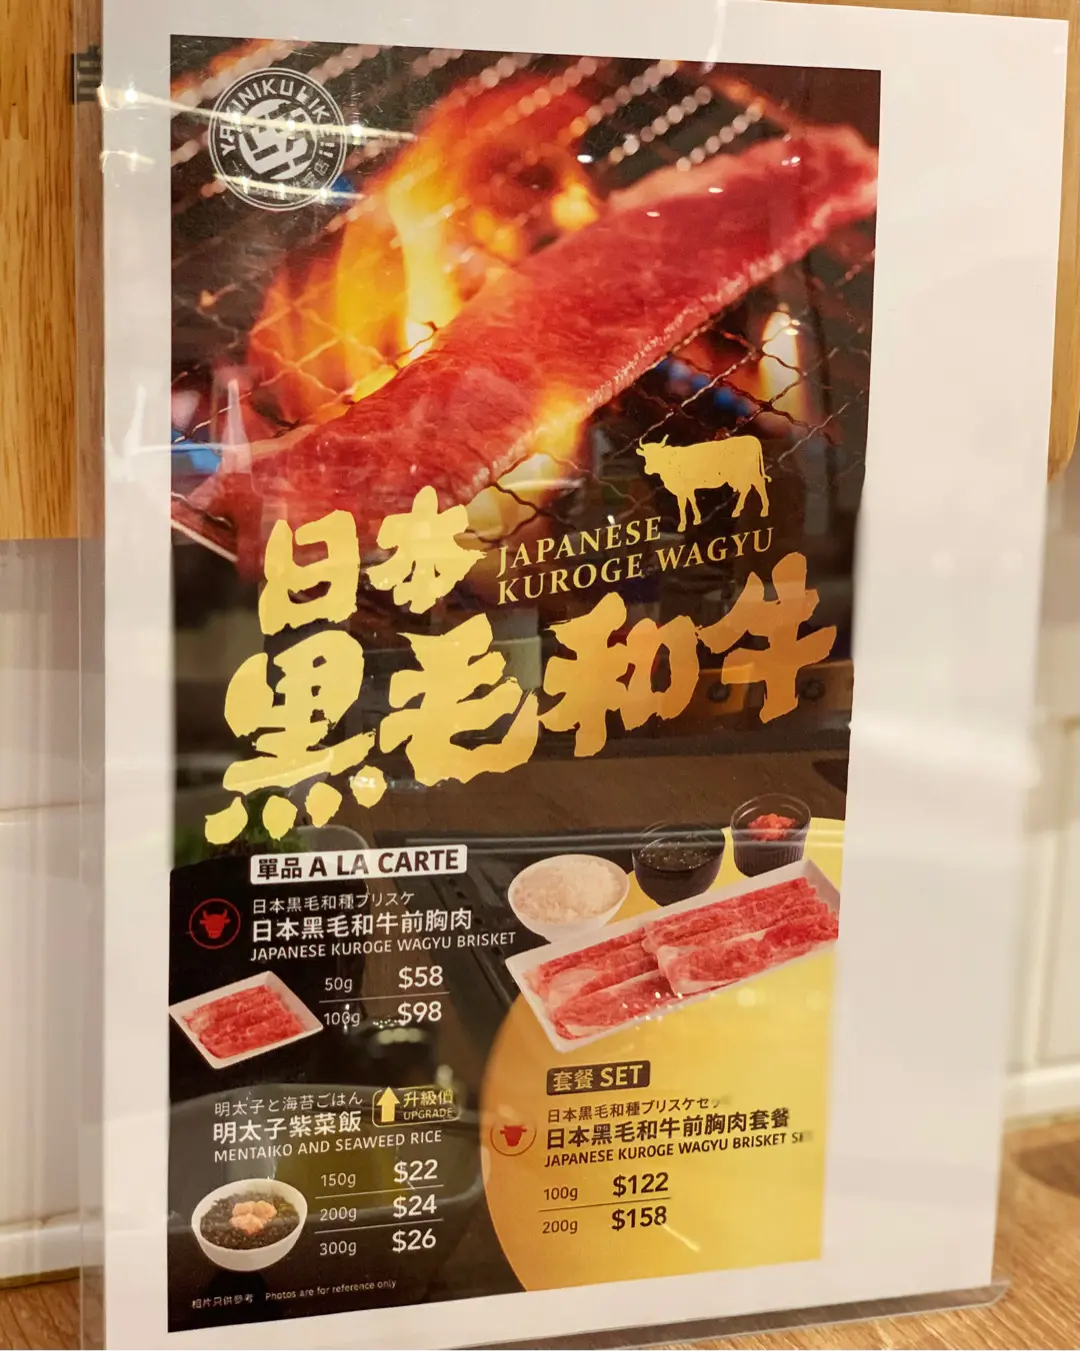 YAKINIKU LIKE!!
日本
JAPANESE
KUROGE WAGYU
黒毛和牛
單品 A LA CARTE
日本黒毛和種ブリスケ
日本黑毛和牛前胸肉
JAPANESE KUROGE WAGYU BRISKET
50g $58
100g $98
明太子と海苔ごはん
明太子紫菜飯
MENTAIKO AND SEAWEED RICE
升級價
UPGRADE
150g $22
200g $24
300g $26
套餐 SET
日本黒毛和種ブリスケセッ
日本黑毛和牛前胸肉套餐
JAPANESE KUROGE WAGYU BRISKET
100g $122
200g $158
相片只供參考 Photos are for reference only